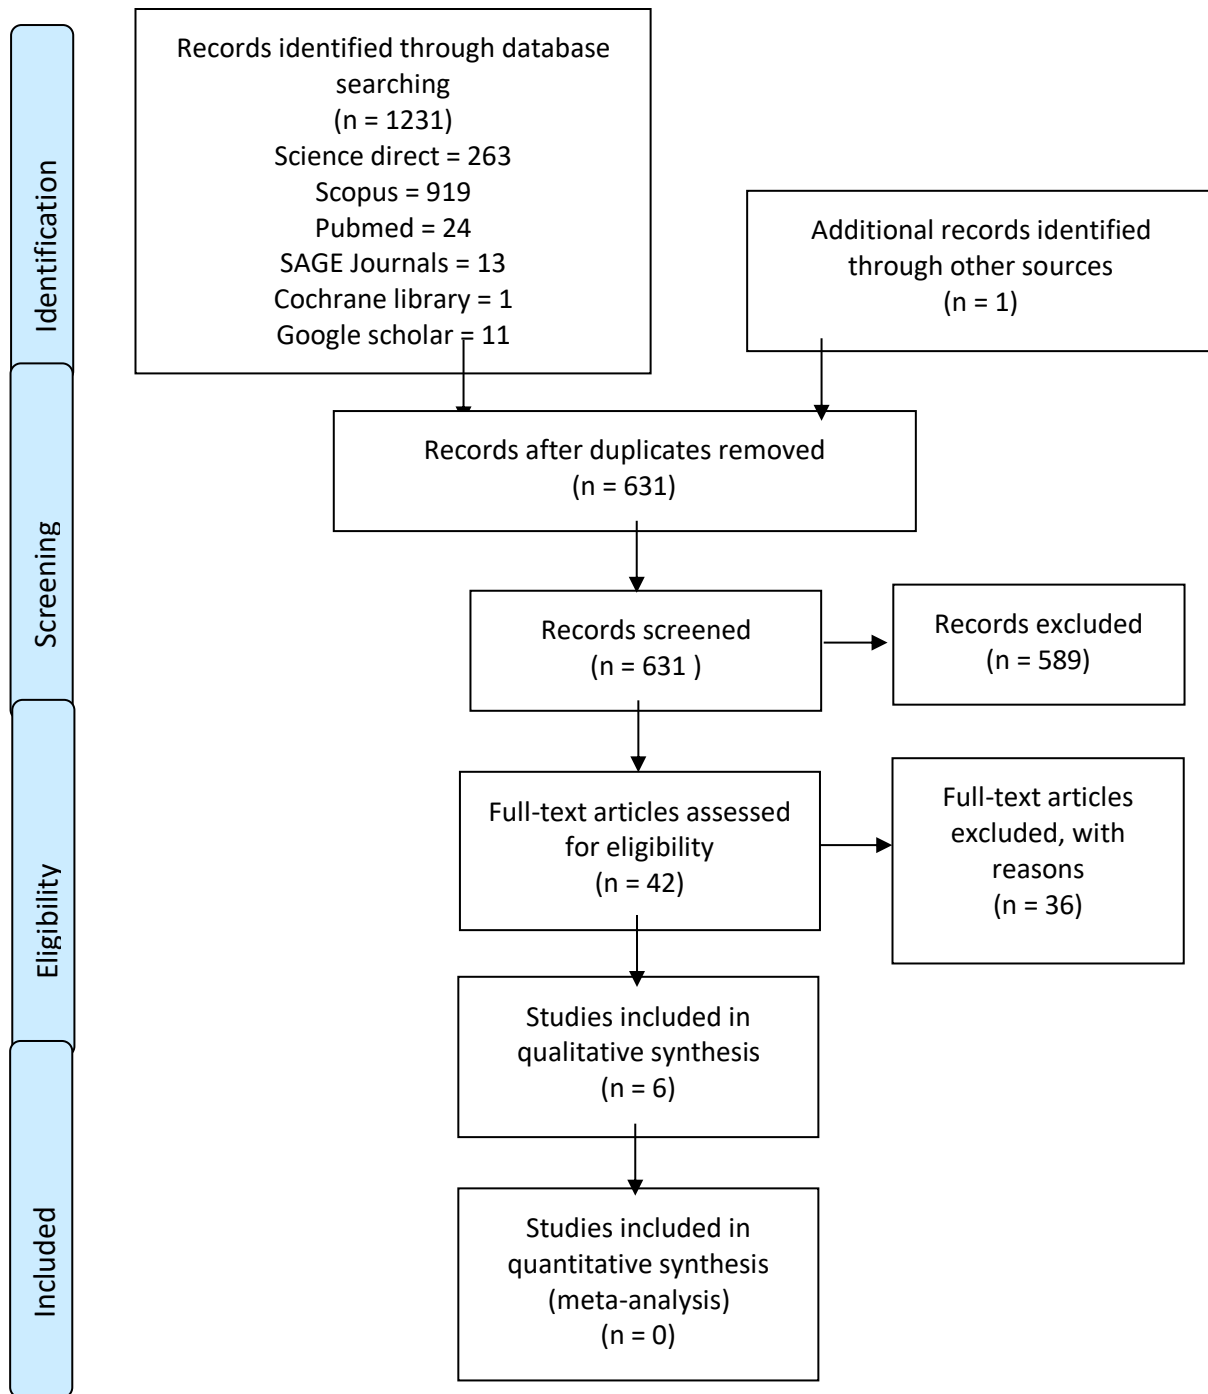 Identification
Records identified through database
searching
(n = 1231)
Science direct = 263
Scopus = 919
Pubmed = 24
SAGE Journals = 13
Cochrane library = 1
Google scholar = 11
Additional records identified
through other sources
(n = 1)
Screening
Records after duplicates removed
(n = 631)
Records screened
(n = 631 )
Records excluded
(n = 589)
Eligibility
Full-text articles assessed
for eligibility
(n = 42)
Full-text articles
excluded, with
reasons
(n = 36)
Studies included in
qualitative synthesis
(n = 6)
Included
Studies included in
quantitative synthesis
(meta-analysis)
(n = 0)